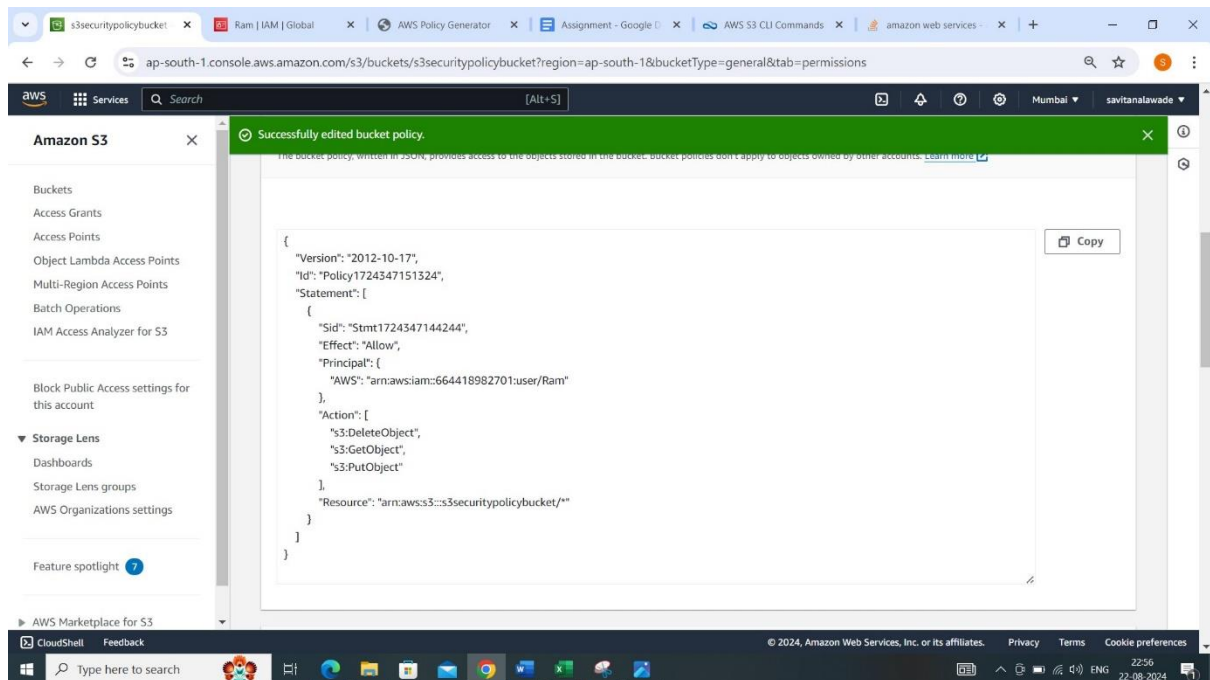 s3securitypolicybucket
Ram | IAM | Global
AWS Policy Generator
Assignment - Google D
AWS S3 CLI Commands
amazon web services -
ap-south-1.console.aws.amazon.com/s3/buckets/s3securitypolicybucket?region=ap-south-1&bucketType=general&tab=permissions
S
aws
Services
Search
[Alt+S]
Mumbai
savitanalawade
Amazon S3
Buckets
Access Grants
Access Points
Object Lambda Access Points
Multi-Region Access Points
Batch Operations
IAM Access Analyzer for S3
Block Public Access settings for
this account
Storage Lens
Dashboards
Storage Lens groups
AWS Organizations settings
Feature spotlight 7
AWS Marketplace for S3
Successfully edited bucket policy.
The bucket policy, written in JSON, provides access to the objects stored in the bucket. Bucket policies don't apply to objects owned by other accounts. Learn more
Copy
{
"Version": "2012-10-17",
"Id": "Policy1724347151324",
"Statement": [
{
"Sid": "Stmt1724347144244",
"Effect": "Allow",
"Principal": {
"AWS": "arn:aws:iam::664418982701:user/Ram"
},
"Action": [
"s3:DeleteObject",
"s3:GetObject",
"s3:PutObject"
],
"Resource": "arn:aws:s3:::s3securitypolicybucket/*"
}
]
}
CloudShell Feedback
© 2024, Amazon Web Services, Inc. or its affiliates. Privacy Terms Cookie preferences
Type here to search
ENG
22:56
22-08-2024